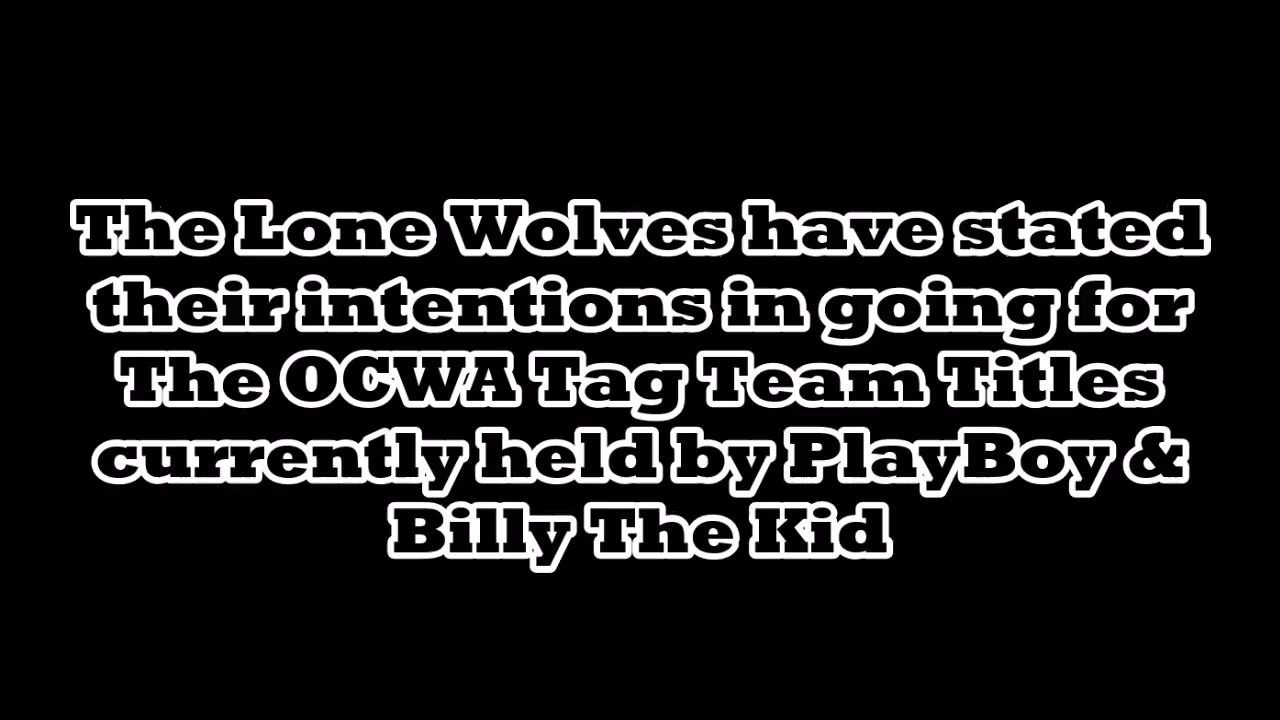 The Lone Wolves have stated
their intentions in going for
The OCWA Tag Team Titles
currently held by PlayBoy &
Billy The Kid